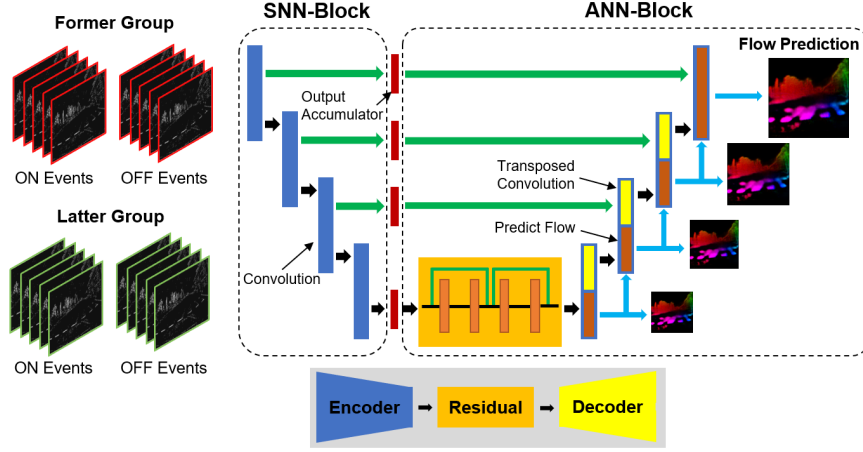 Former Group
ON Events
OFF Events
Latter Group
ON Events
OFF Events
SNN-Block
Output
Accumulator
Convolution
ANN-Block
Flow Prediction
Transposed
Convolution
Predict Flow
Encoder
Residual
Decoder